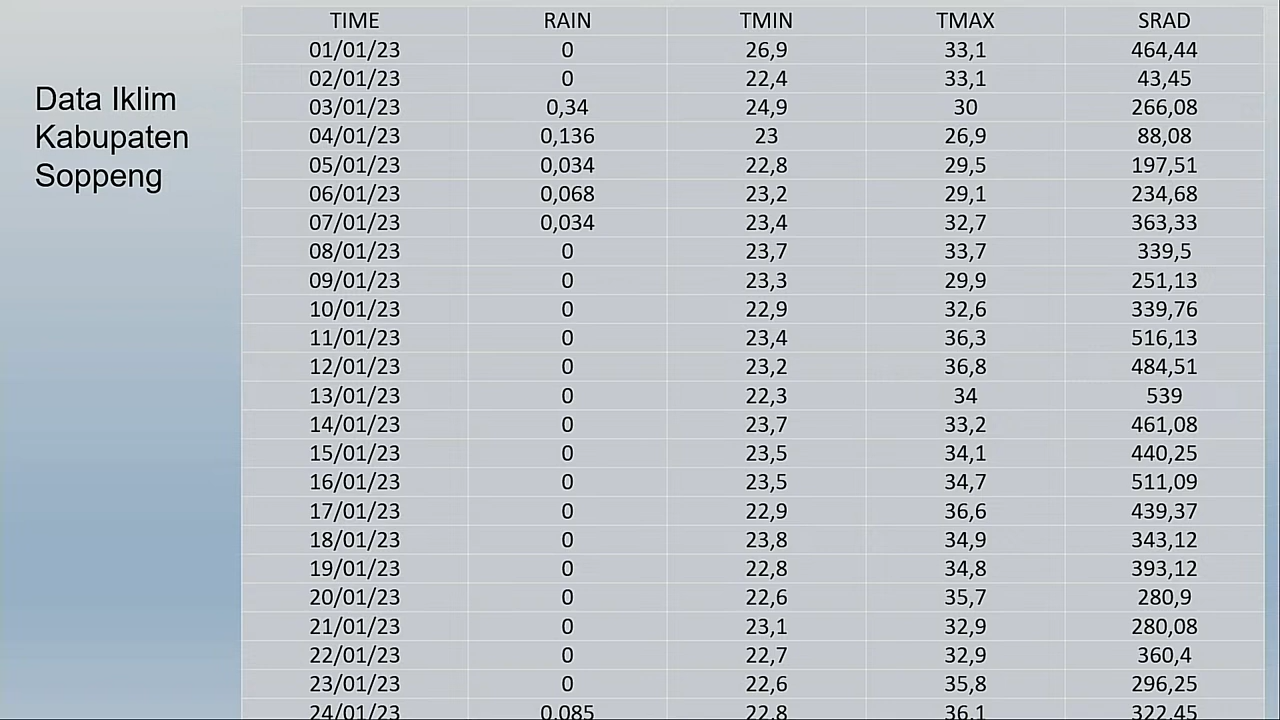 Data Iklim
Kabupaten
Soppeng
TIME RAIN TMIN TMAX SRAD
01/01/23 0 26,9 33,1 464,44
02/01/23 0 22,4 33,1 43,45
03/01/23 0,34 24,9 30 266,08
04/01/23 0,136 23 26,9 88,08
05/01/23 0,034 22,8 29,5 197,51
06/01/23 0,068 23,2 29,1 234,68
07/01/23 0,034 23,4 32,7 363,33
08/01/23 0 23,7 33,7 339,5
09/01/23 0 23,3 29,9 251,13
10/01/23 0 22,9 32,6 339,76
11/01/23 0 23,4 36,3 516,13
12/01/23 0 23,2 36,8 484,51
13/01/23 0 22,3 34 539
14/01/23 0 23,7 33,2 461,08
15/01/23 0 23,5 34,1 440,25
16/01/23 0 23,5 34,7 511,09
17/01/23 0 22,9 36,6 439,37
18/01/23 0 23,8 34,9 343,12
19/01/23 0 22,8 34,8 393,12
20/01/23 0 22,6 35,7 280,9
21/01/23 0 23,1 32,9 280,08
22/01/23 0 22,7 32,9 360,4
23/01/23 0 22,6 35,8 296,25
24/01/23 0,085 22,8 36,1 322,45